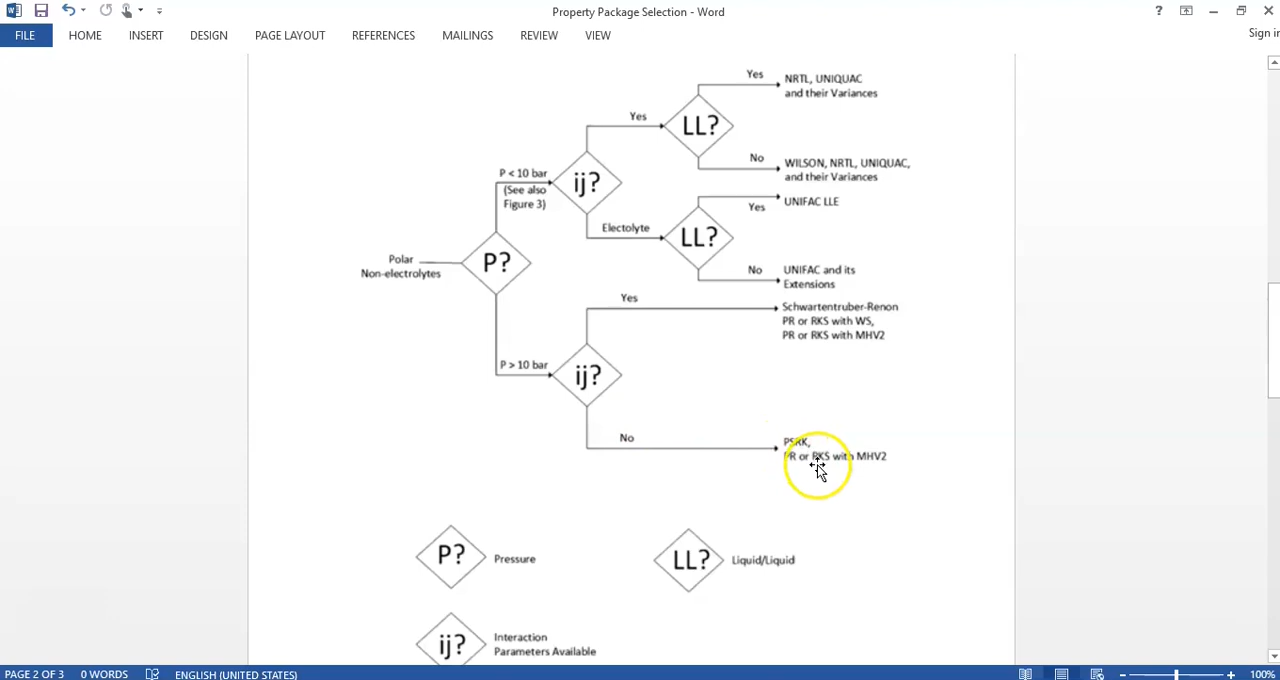 Property Package Selection - Word
FILE HOME INSERT DESIGN PAGE LAYOUT REFERENCES MAILINGS REVIEW VIEW
Sign in
Yes
NRTL, UNIQUAC
and their Variances
LL?
Yes
No
WILSON, NRTL, UNIQUAC,
and their Variances
P < 10 bar
(See also
Figure 3)
ij?
Yes
UNIFAC LLE
Electolyte
LL?
Polar
Non-electrolytes
P?
No
UNIFAC and its
Extensions
Yes
Schwartentruber-Renon
PR or RKS with WS,
PR or RKS with MHV2
P > 10 bar
ij?
No
PSRK,
PR or RKS with MHV2
P?
Pressure
LL?
Liquid/Liquid
ij?
Interaction
Parameters Available
PAGE 2 OF 3 0 WORDS ENGLISH (UNITED STATES) 100%